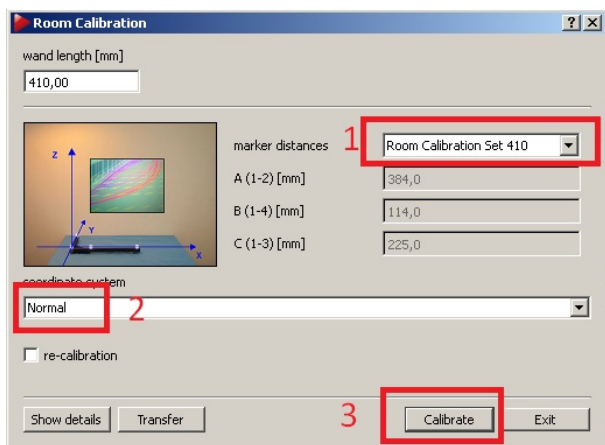 Room Calibration
wand length [mm]
410,00
marker distances 1 Room Calibration Set 410
A (1-2) [mm] 384,0
B (1-4) [mm] 114,0
C (1-3) [mm] 225,0
Z
Y
X
coordinate system
Normal 2
re-calibration
Show details Transfer 3 Calibrate Exit